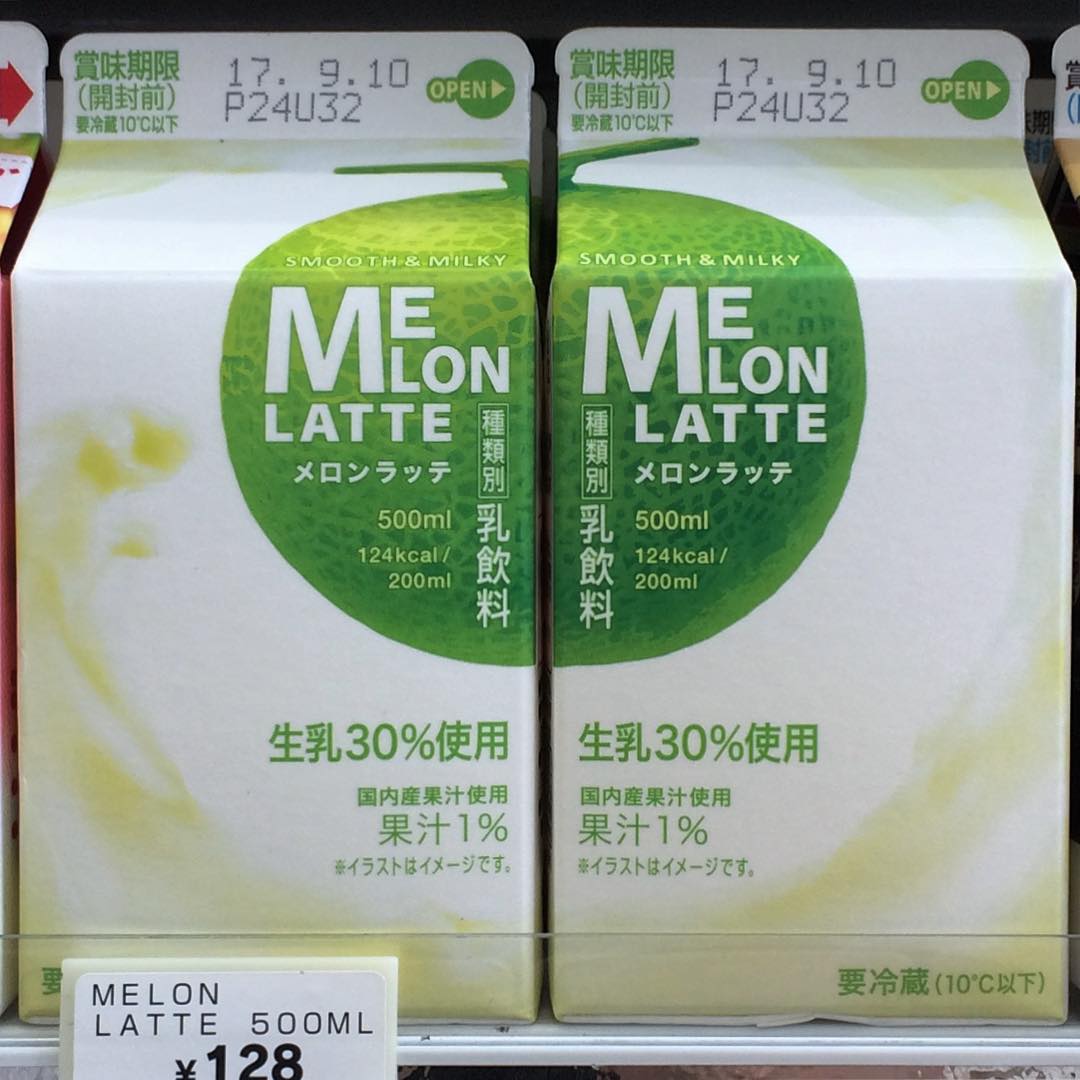 賞味期限
(開封前)
要冷蔵10℃以下
17. 9.10
P24U32
OPEN
SMOOTH & MILKY
MELON
LATTE
メロンラッテ
種類別
乳飲料
500ml
124kcal/
200ml
生乳30%使用
国内産果汁使用
果汁1%
※イラストはイメージです。
要
賞味期限
(開封前)
要冷蔵10℃以下
17. 9.10
P24U32
OPEN
SMOOTH & MILKY
MELON
LATTE
種類別
乳飲料
メロンラッテ
500ml
124kcal/
200ml
生乳30%使用
国内産果汁使用
果汁1%
※イラストはイメージです。
要冷蔵(10℃以下)
MELON
LATTE 500ML
¥128